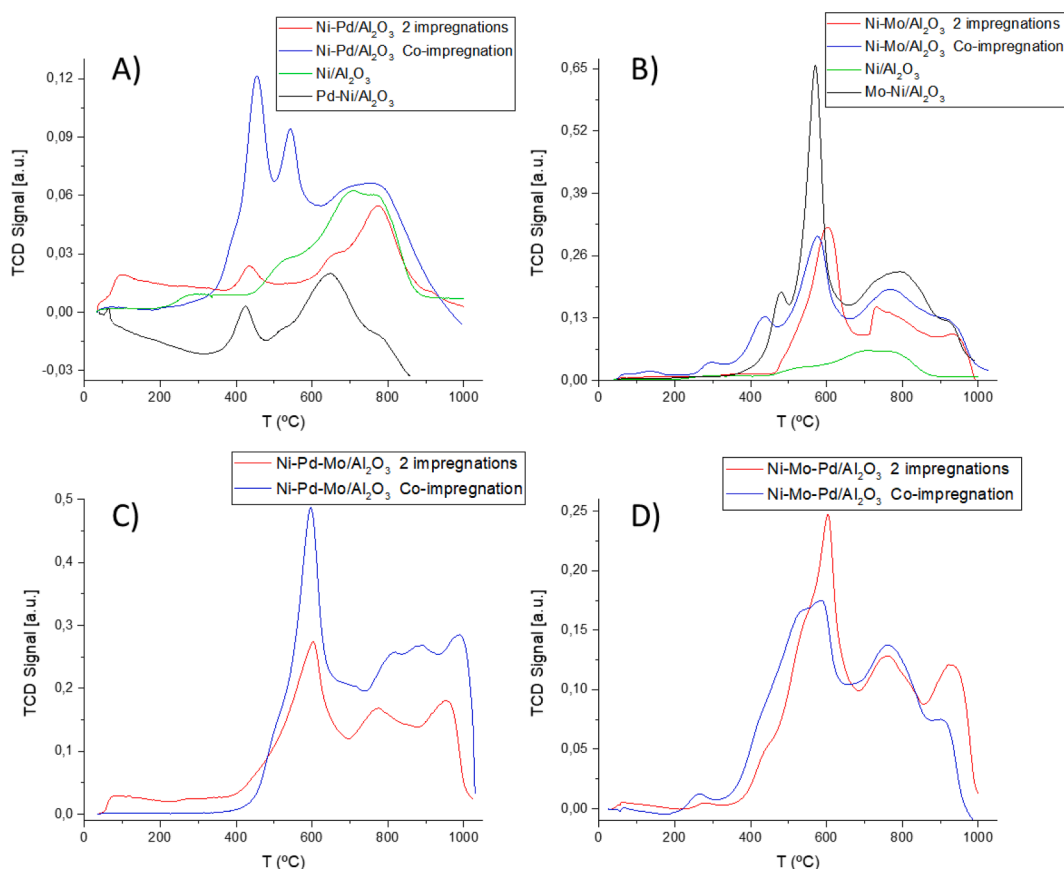 A)
Ni-Pd/Al₂O₃ 2 impregnations
Ni-Pd/Al₂O₃ Co-impregnation
Ni/Al₂O₃
Pd-Ni/Al₂O₃
TCD Signal [a.u.]
0,12
0,09
0,06
0,03
0,00
-0,03
0 200 400 600 800 1000
T (ºC)
B)
Ni-Mo/Al₂O₃ 2 impregnations
Ni-Mo/Al₂O₃ Co-impregnation
Ni/Al₂O₃
Mo-Ni/Al₂O₃
TCD Signal [a.u.]
0,65
0,52
0,39
0,26
0,13
0,00
0 200 400 600 800 1000
T (ºC)
C)
Ni-Pd-Mo/Al₂O₃ 2 impregnations
Ni-Pd-Mo/Al₂O₃ Co-impregnation
TCD Signal [a.u.]
0,5
0,4
0,3
0,2
0,1
0,0
0 200 400 600 800 1000
T (ºC)
D)
Ni-Mo-Pd/Al₂O₃ 2 impregnations
Ni-Mo-Pd/Al₂O₃ Co-impregnation
TCD Signal [a.u.]
0,25
0,20
0,15
0,10
0,05
0,00
0 200 400 600 800 1000
T (ºC)